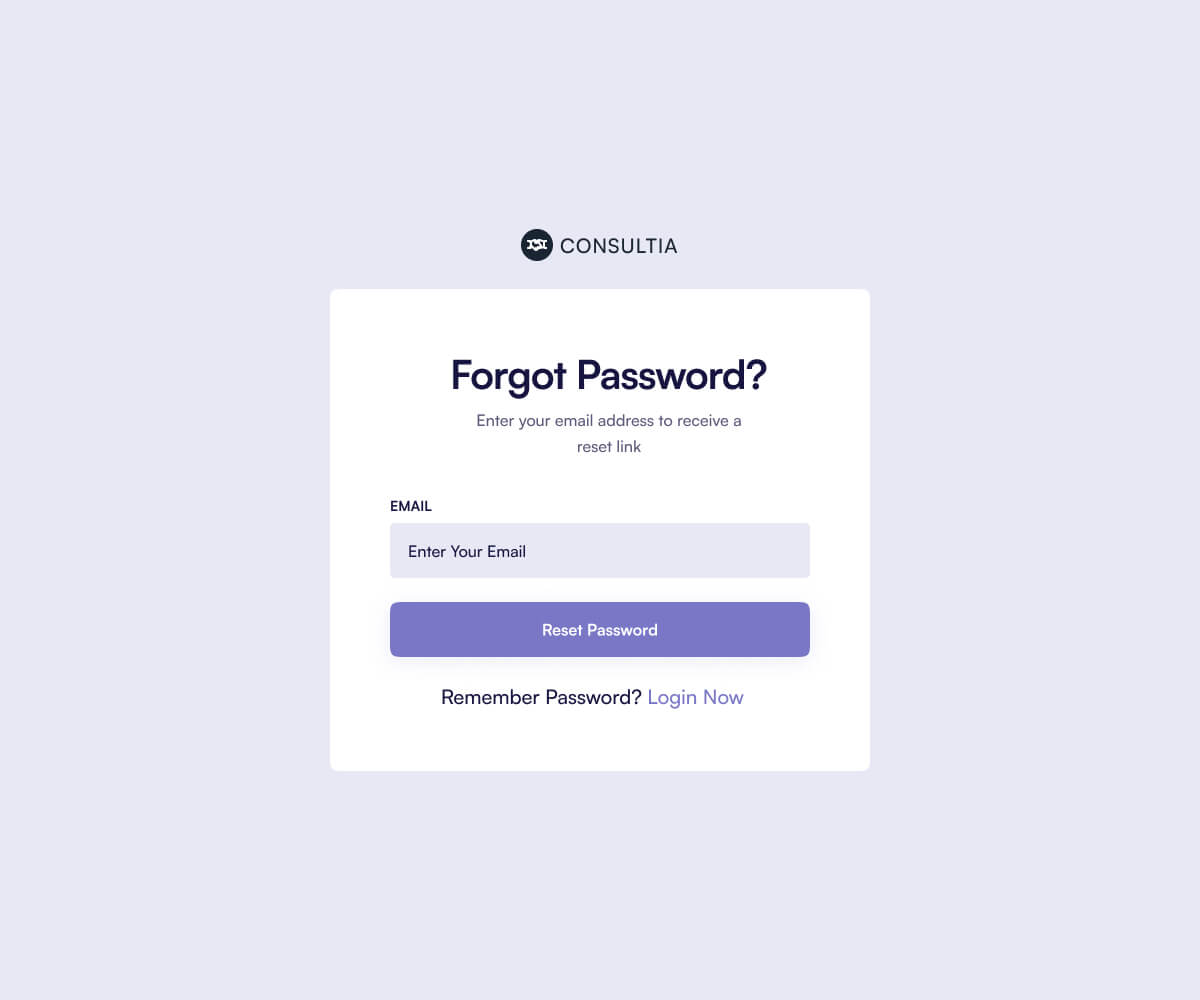 CONSULTIA
Forgot Password?
Enter your email address to receive a
reset link
EMAIL
Enter Your Email
Reset Password
Remember Password? Login Now